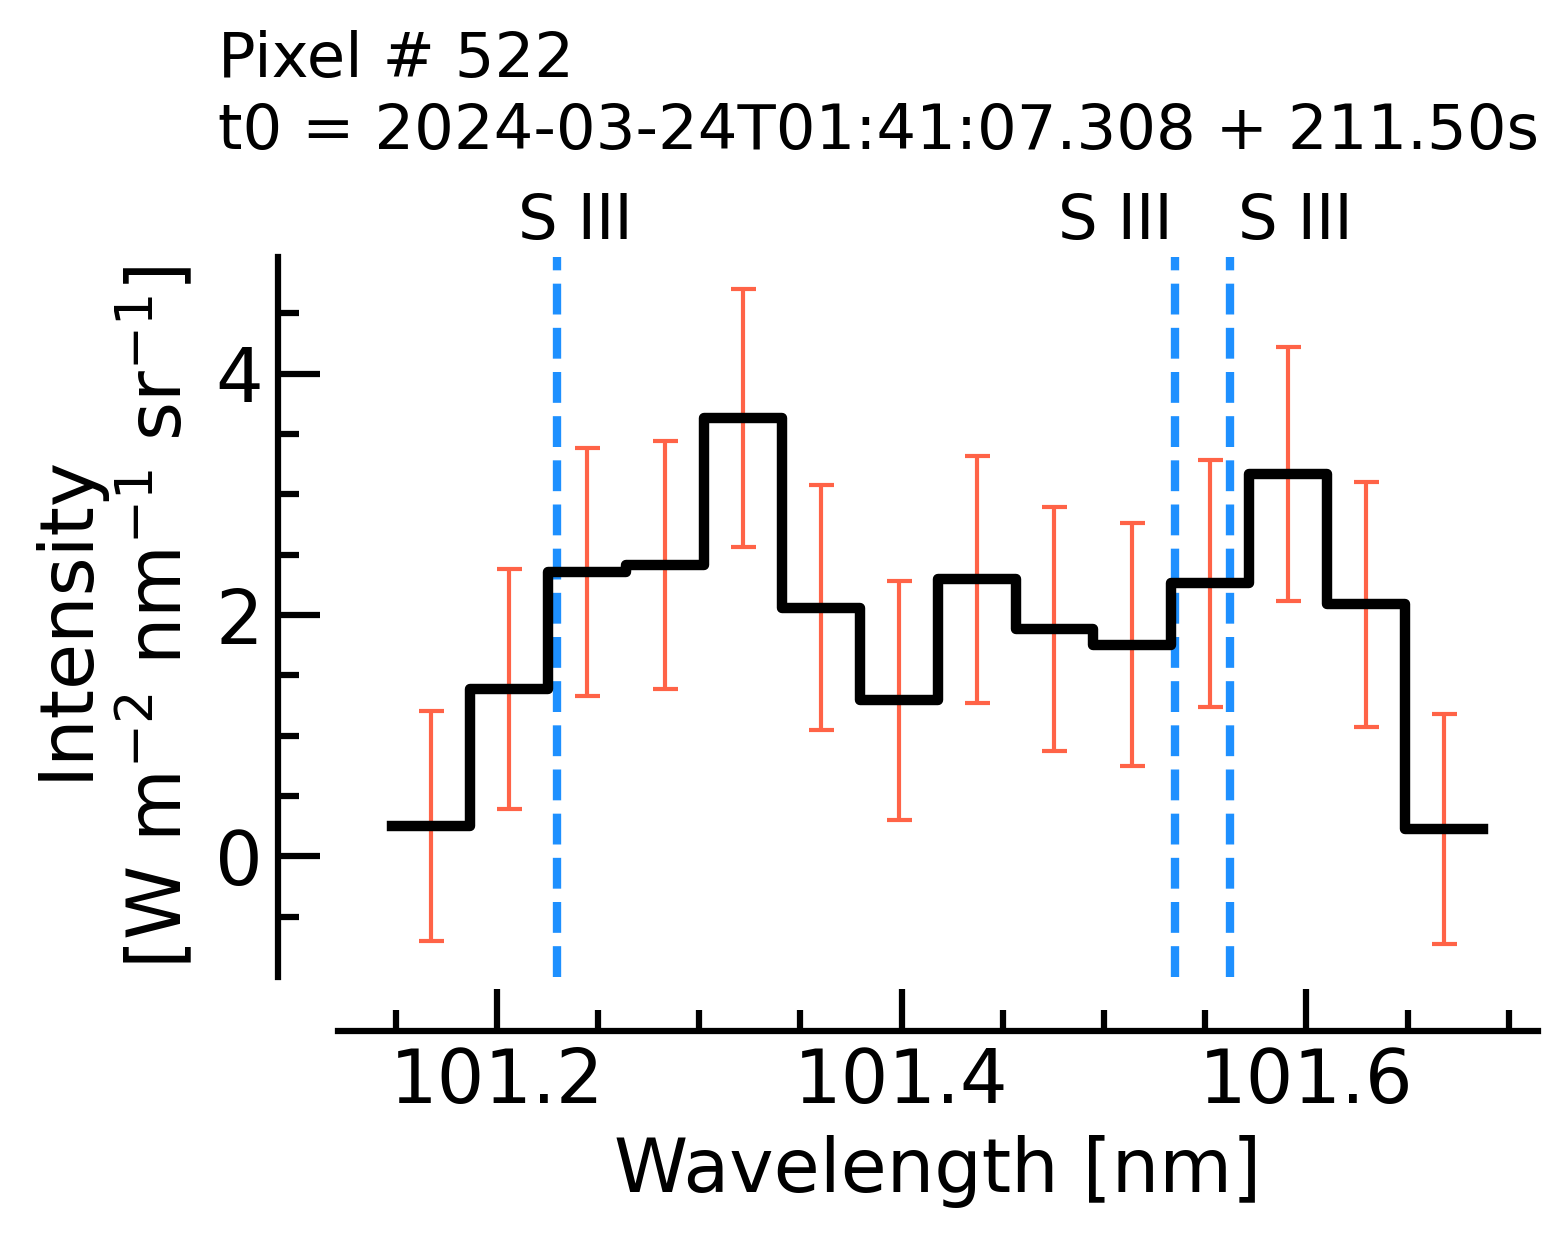 Pixel # 522
t0 = 2024-03-24T01:41:07.308 + 211.50s
S III S III S III
Intensity
[W m⁻² nm⁻¹ sr⁻¹]
4
2
0
101.2 101.4 101.6
Wavelength [nm]